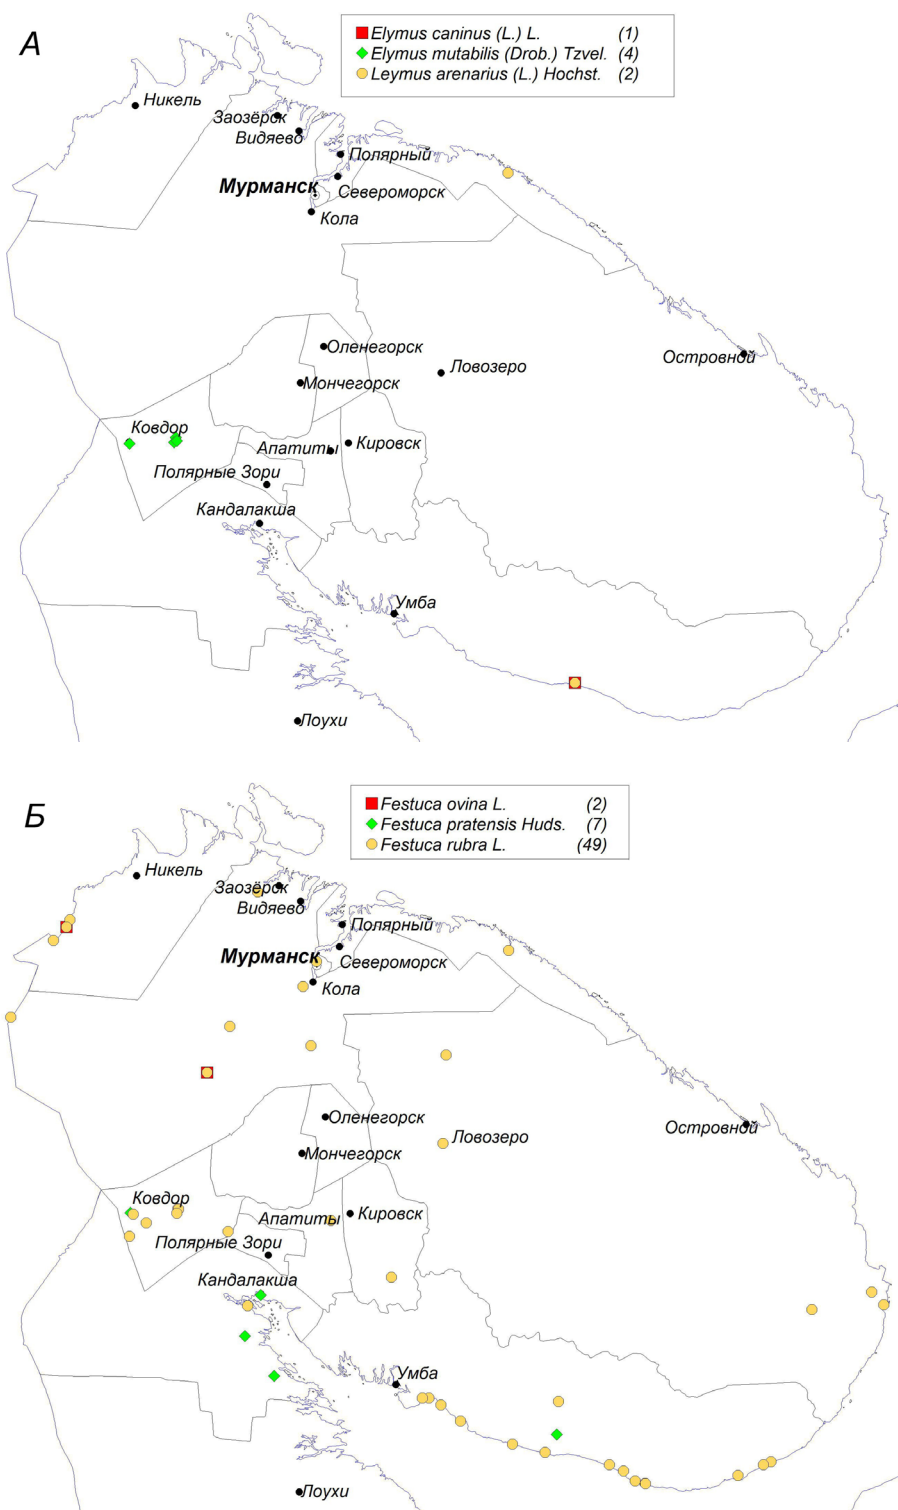 А
Elymus caninus (L.) L. (1)
Elymus mutabilis (Drob.) Tzvel. (4)
Leymus arenarius (L.) Hochst. (2)
Никель
Заозёрск
Видяево
Полярный
Мурманск
Североморск
Кола
Оленегорск
Островной
Ловозеро
Мончегорск
Ковдор
Апатиты
Кировск
Полярные Зори
Кандалакша
Умба
Лоухи
Б
Festuca ovina L. (2)
Festuca pratensis Huds. (7)
Festuca rubra L. (49)
Никель
Заозёрск
Видяево
Полярный
Мурманск
Североморск
Кола
Оленегорск
Островной
Ловозеро
Мончегорск
Ковдор
Апатиты
Кировск
Полярные Зори
Кандалакша
Умба
Лоухи